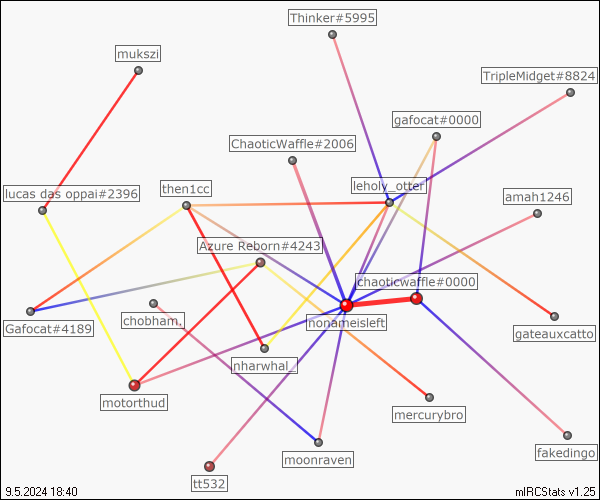 Thinker#5995
mukszi
TripleMidget#8824
gafocat#0000
ChaoticWaffle#2006
lucas das oppai#2396
then1cc
leholy_otter
amah1246
Azure Reborn#4243
chaoticwaffle#0000
Gafocat#4189
chobham.
nonameisleft
gateauxcatto
nharwhal_
motorthud
mercurybro
moonraven
fakedingo
tt532
9.5.2024 18:40
mIRCStats v1.25